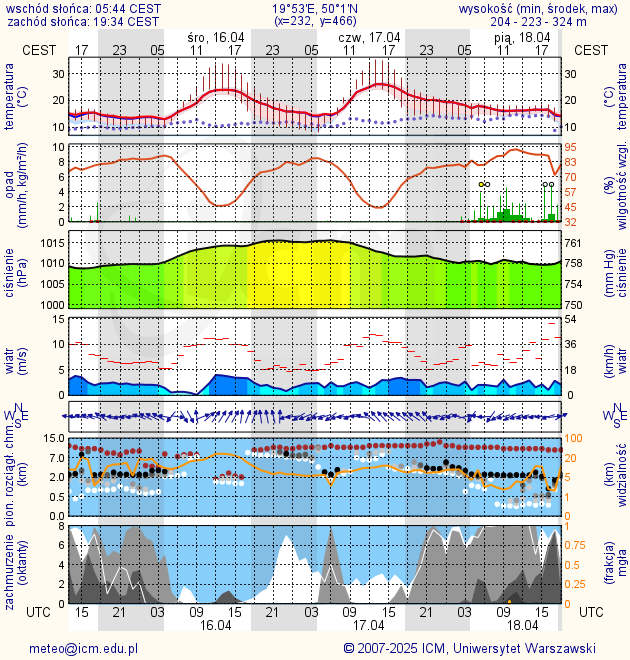 wschód słońca: 05:44 CEST 19°53'E, 50°1'N wysokość (min, środek, max)
zachód słońca: 19:34 CEST (x=232, y=466) 204 - 223 - 324 m
śro, 16.04 czw, 17.04 pią, 18.04
CEST 17 23 05 11 17 23 05 11 17 23 05 11 17 CEST
temperatura (°C) 30 20 10 30 20 10 (°C) temperatura
opad (mm/h, kg/m²/h) 10 8 6 4 2 0 95 83 70 57 45 32 (%) wilgotność wzgl.
ciśnienie (hPa) 1015 1010 1005 1000 761 758 754 750 (mm Hg) ciśnienie
wiatr (m/s) 15 10 5 0 54 36 18 0 (km/h) wiatr
N W E S N W E S
pion. rozciągł. chm. (km) 15.0 7.0 2.0 0.5 0.0 100 20 5 1 0 (km) widzialność
zachmurzenie (oktanty) 8 6 4 2 0 1 0.75 0.5 0.25 0 (frakcja) mgła
UTC 15 21 03 09 15 21 03 09 15 21 03 09 15 UTC
16.04 17.04 18.04
meteo@icm.edu.pl © 2007-2025 ICM, Uniwersytet Warszawski